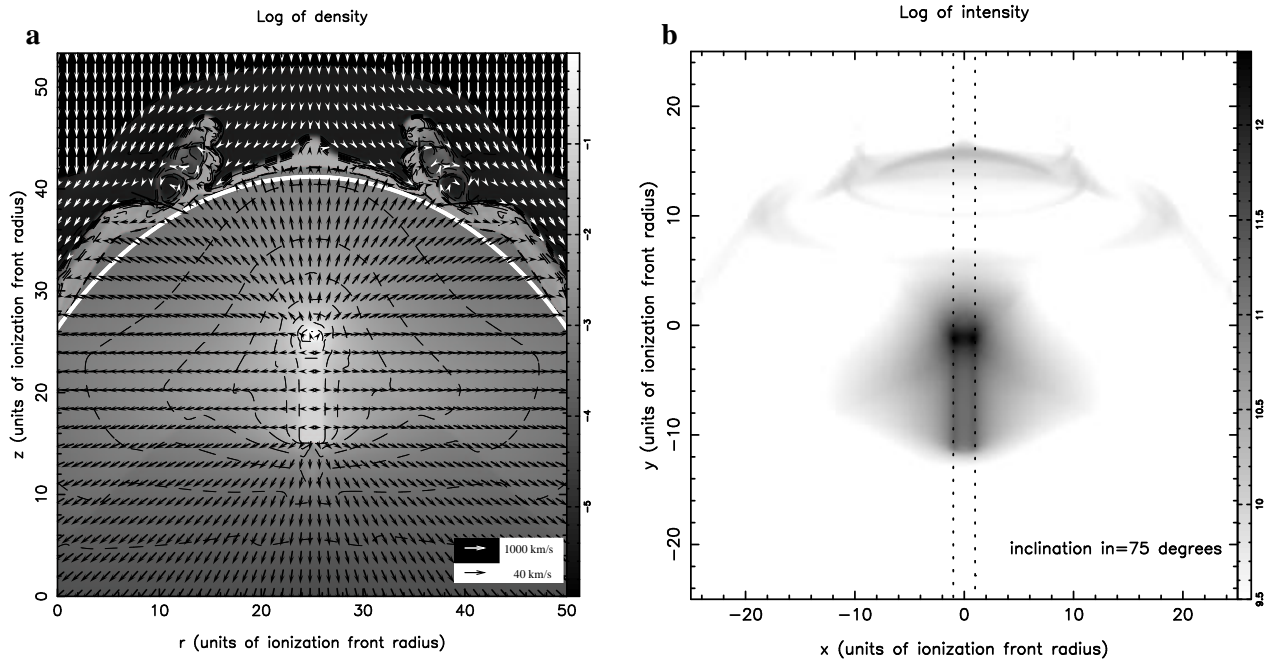 Log of density
a
50
40
30
20
10
0
z (units of ionization front radius)
0 10 20 30 40 50
r (units of ionization front radius)
-1
-2
-3
-4
-5
1000 km/s
40 km/s
Log of intensity
b
20
10
0
−10
−20
y (units of ionization front radius)
−20 −10 0 10 20
x (units of ionization front radius)
inclination in=75 degrees
12
11.5
11
10.5
10
9.5